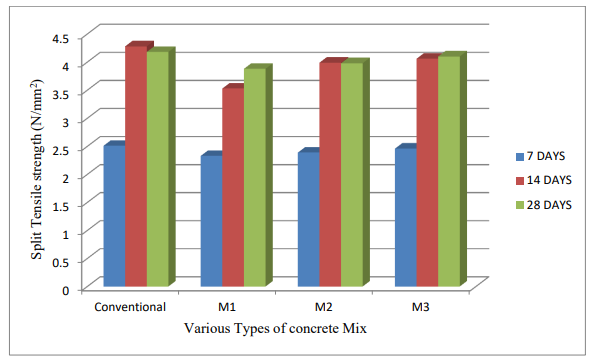 4.5
4
3.5
3
2.5
2
1.5
1
0.5
0
Split Tensile strength (N/mm²)
Conventional M1 M2 M3
Various Types of concrete Mix
7 DAYS
14 DAYS
28 DAYS